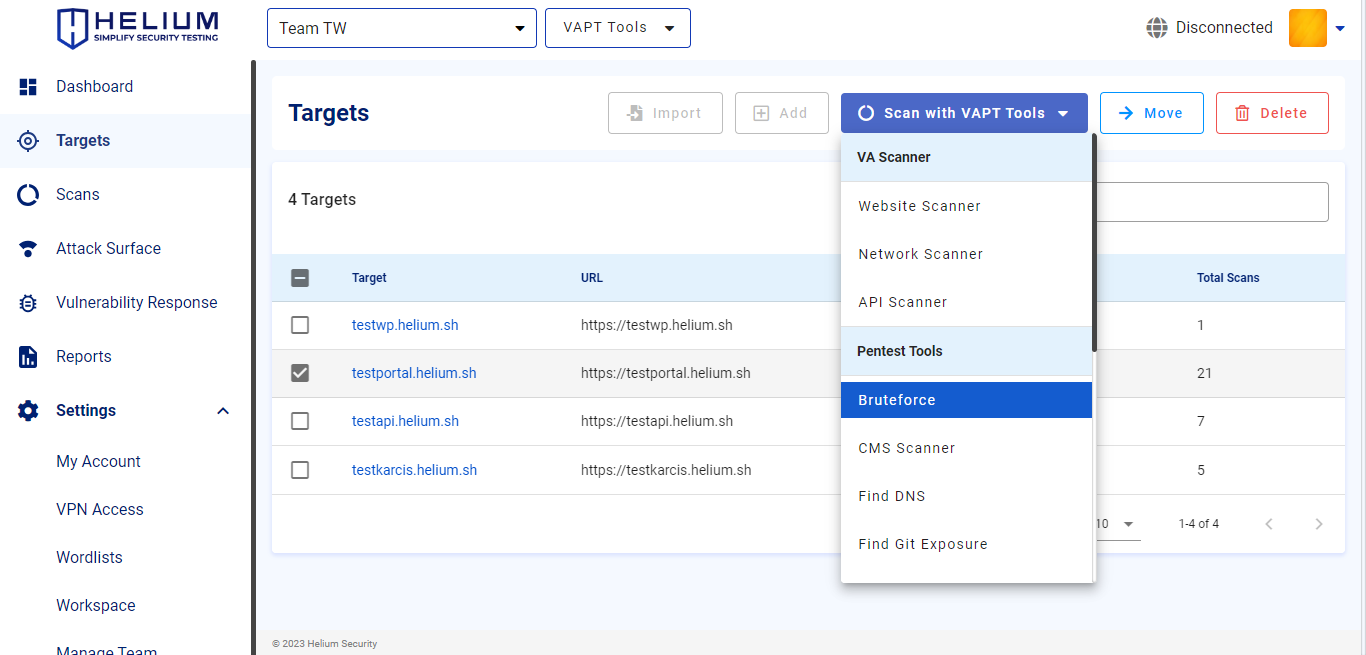 HELIUM
SIMPLIFY SECURITY TESTING
Team TW
VAPT Tools
Disconnected
Dashboard
Targets
Scans
Attack Surface
Vulnerability Response
Reports
Settings
My Account
VPN Access
Wordlists
Workspace
Manage Team
Targets
Import
Add
Scan with VAPT Tools
Move
Delete
VA Scanner
Website Scanner
Network Scanner
API Scanner
Pentest Tools
Bruteforce
CMS Scanner
Find DNS
Find Git Exposure
4 Targets
Target URL Total Scans
testwp.helium.sh https://testwp.helium.sh 1
testportal.helium.sh https://testportal.helium.sh 21
testapi.helium.sh https://testapi.helium.sh 7
testkarcis.helium.sh https://testkarcis.helium.sh 5
10 1-4 of 4
© 2023 Helium Security